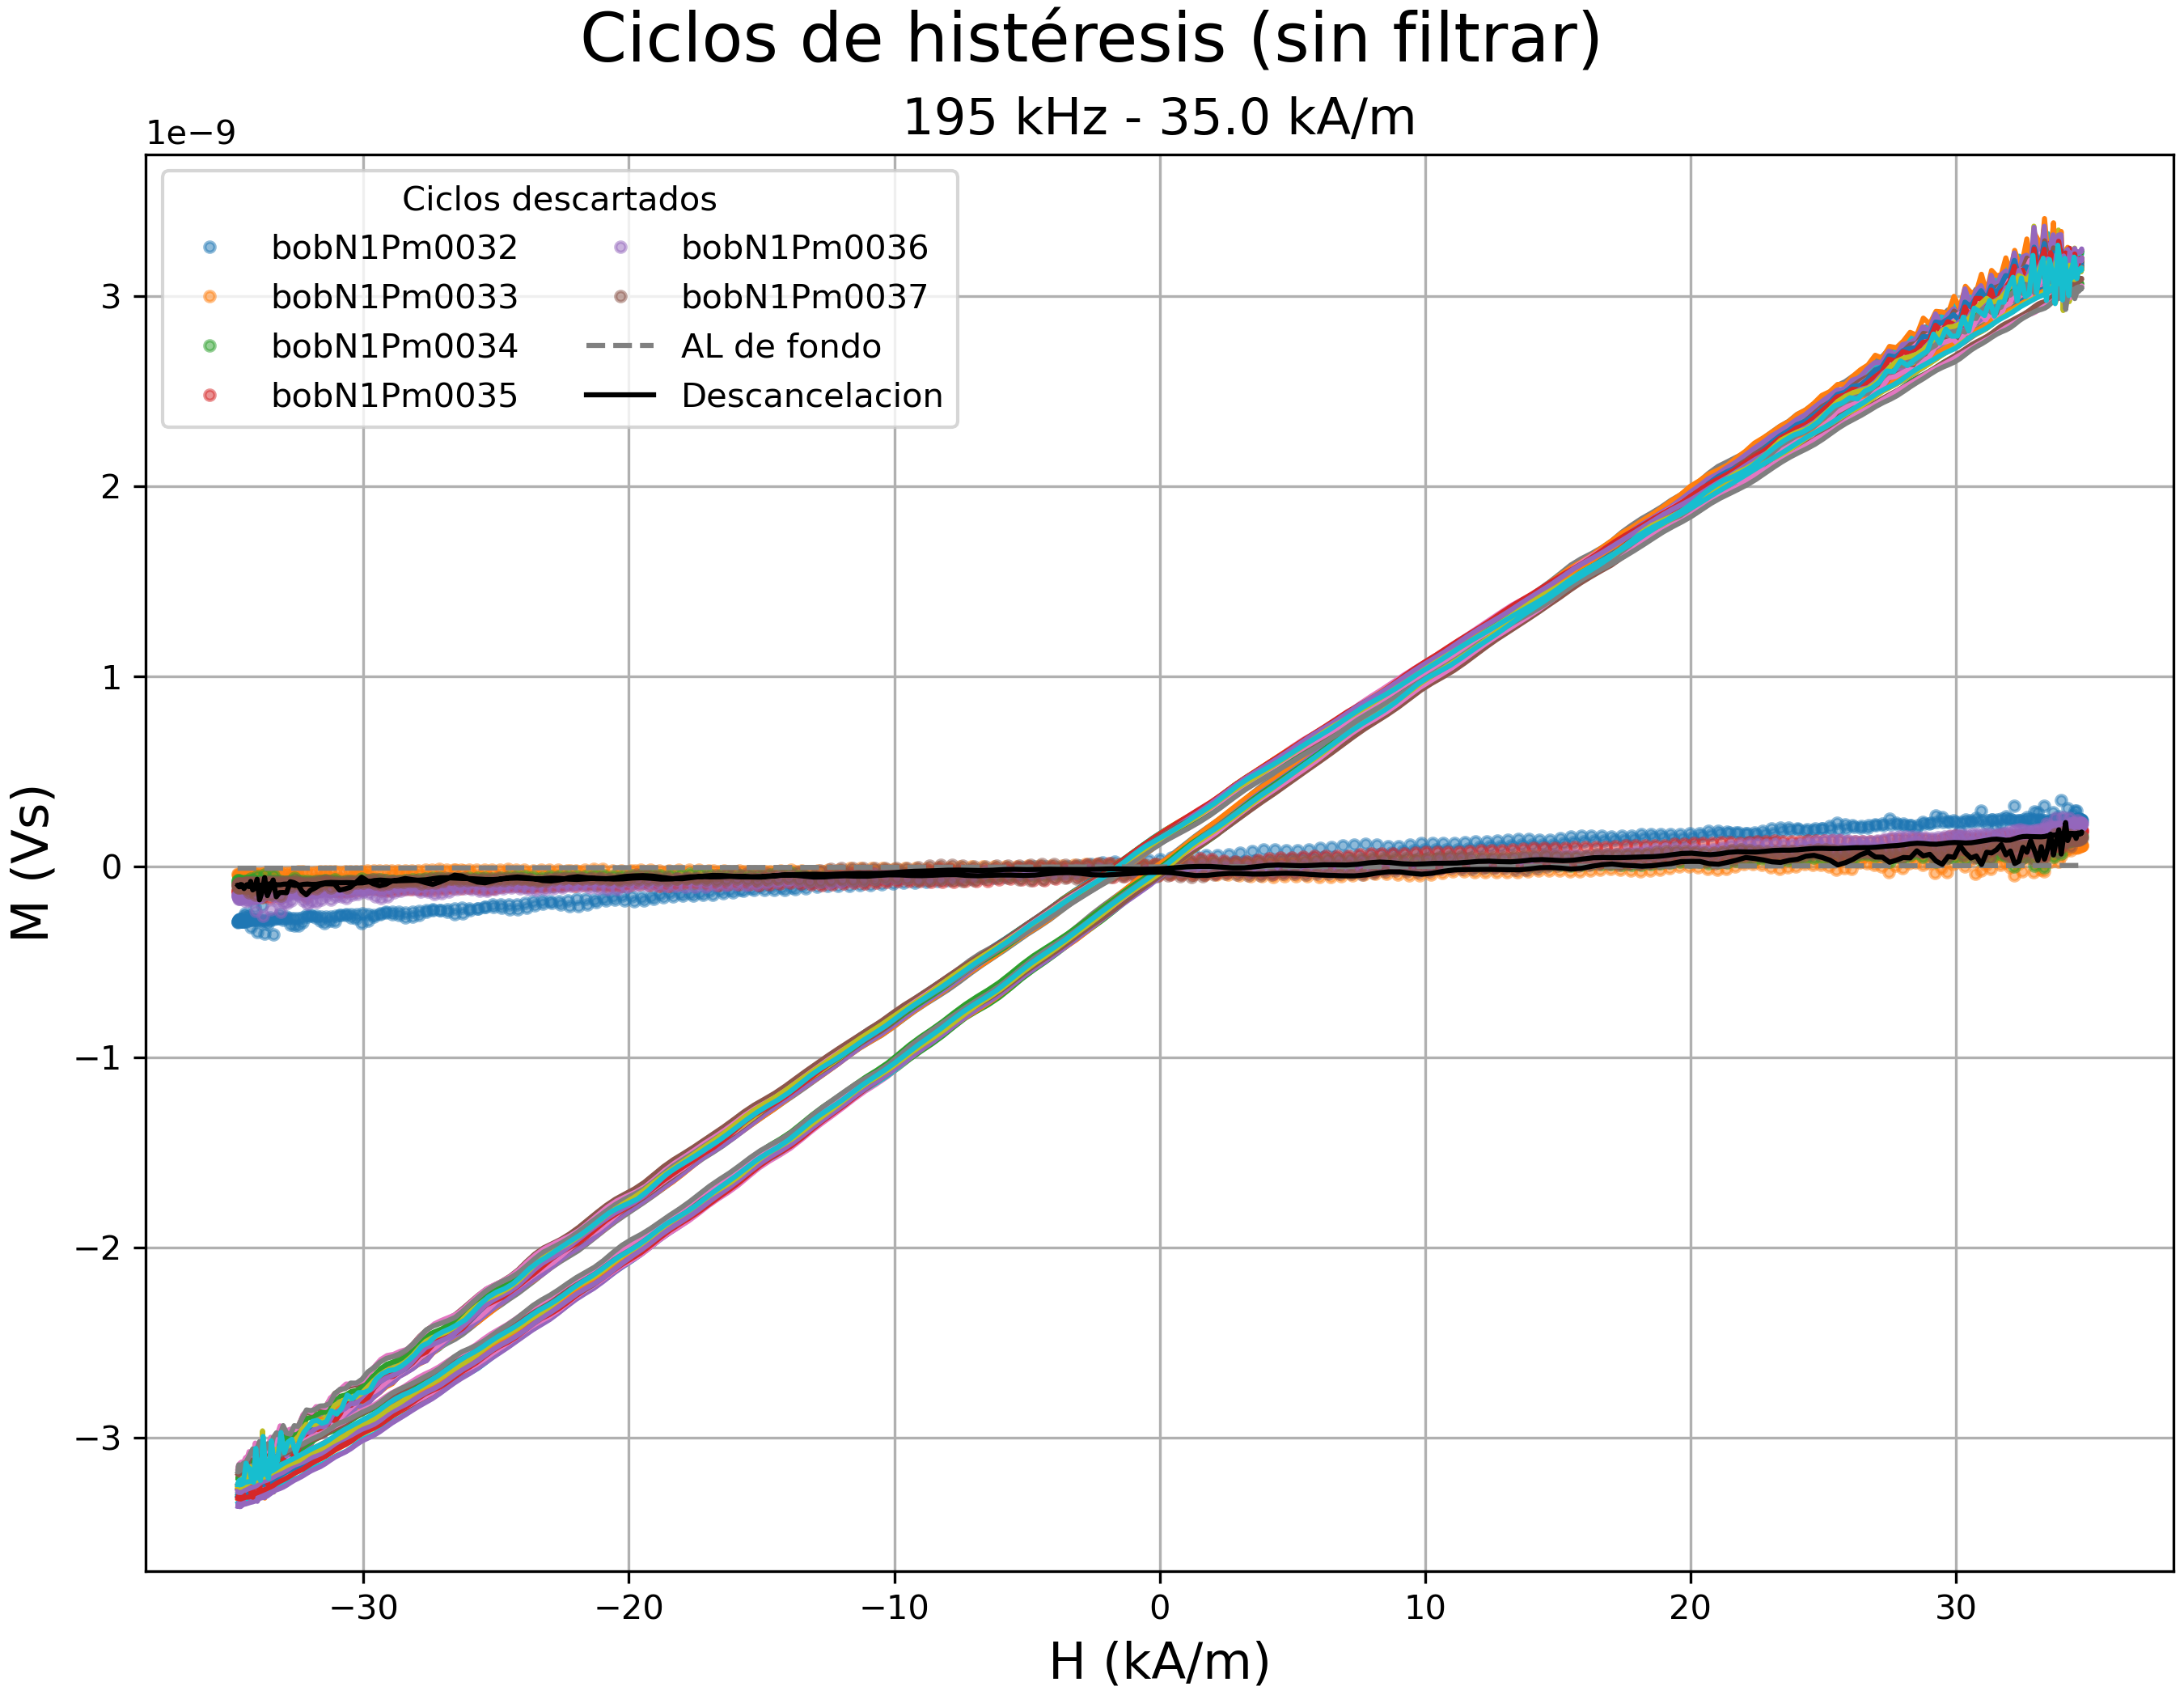 Ciclos de histéresis (sin filtrar)
195 kHz - 35.0 kA/m
1e−9
Ciclos descartados
bobN1Pm0032
bobN1Pm0033
bobN1Pm0034
bobN1Pm0035
bobN1Pm0036
bobN1Pm0037
AL de fondo
Descancelacion
3
2
1
0
−1
−2
−3
M (Vs)
−30 −20 −10 0 10 20 30
H (kA/m)